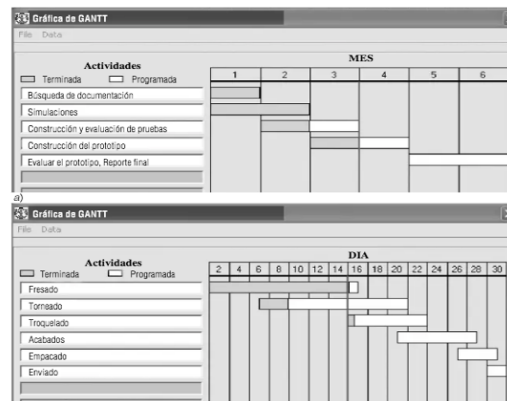 Gráfica de GANTT
File Data
Actividades
Terminada Programada
MES
1 2 3 4 5 6
Búsqueda de documentación
Simulaciones
Construcción y evaluación de pruebas
Construcción del prototipo
Evaluar el prototipo, Reporte final
a)
Gráfica de GANTT
File Data
Actividades
Terminada Programada
DIA
2 4 6 8 10 12 14 16 18 20 22 24 26 28 30
Fresado
Torneado
Troquelado
Acabados
Empacado
Enviado